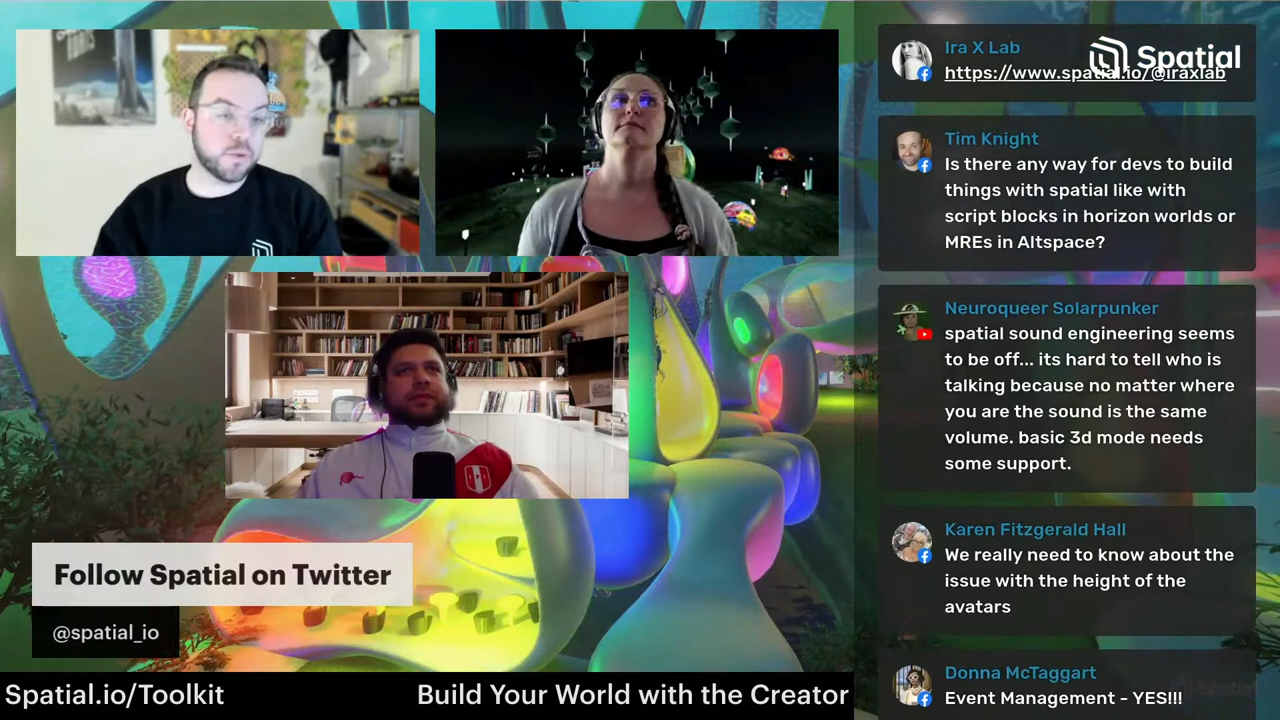 Ira X Lab
https://www.spatial.io/@iraxlab
Spatial
Tim Knight
Is there any way for devs to build
things with spatial like with
script blocks in horizon worlds or
MREs in Altspace?
Neuroqueer Solarpunker
spatial sound engineering seems
to be off... its hard to tell who is
talking because no matter where
you are the sound is the same
volume. basic 3d mode needs
some support.
Karen Fitzgerald Hall
We really need to know about the
issue with the height of the
avatars
Donna McTaggart
Event Management - YES!!!
Spatial
Follow Spatial on Twitter
@spatial_io
Spatial.io/Toolkit
Build Your World with the Creator